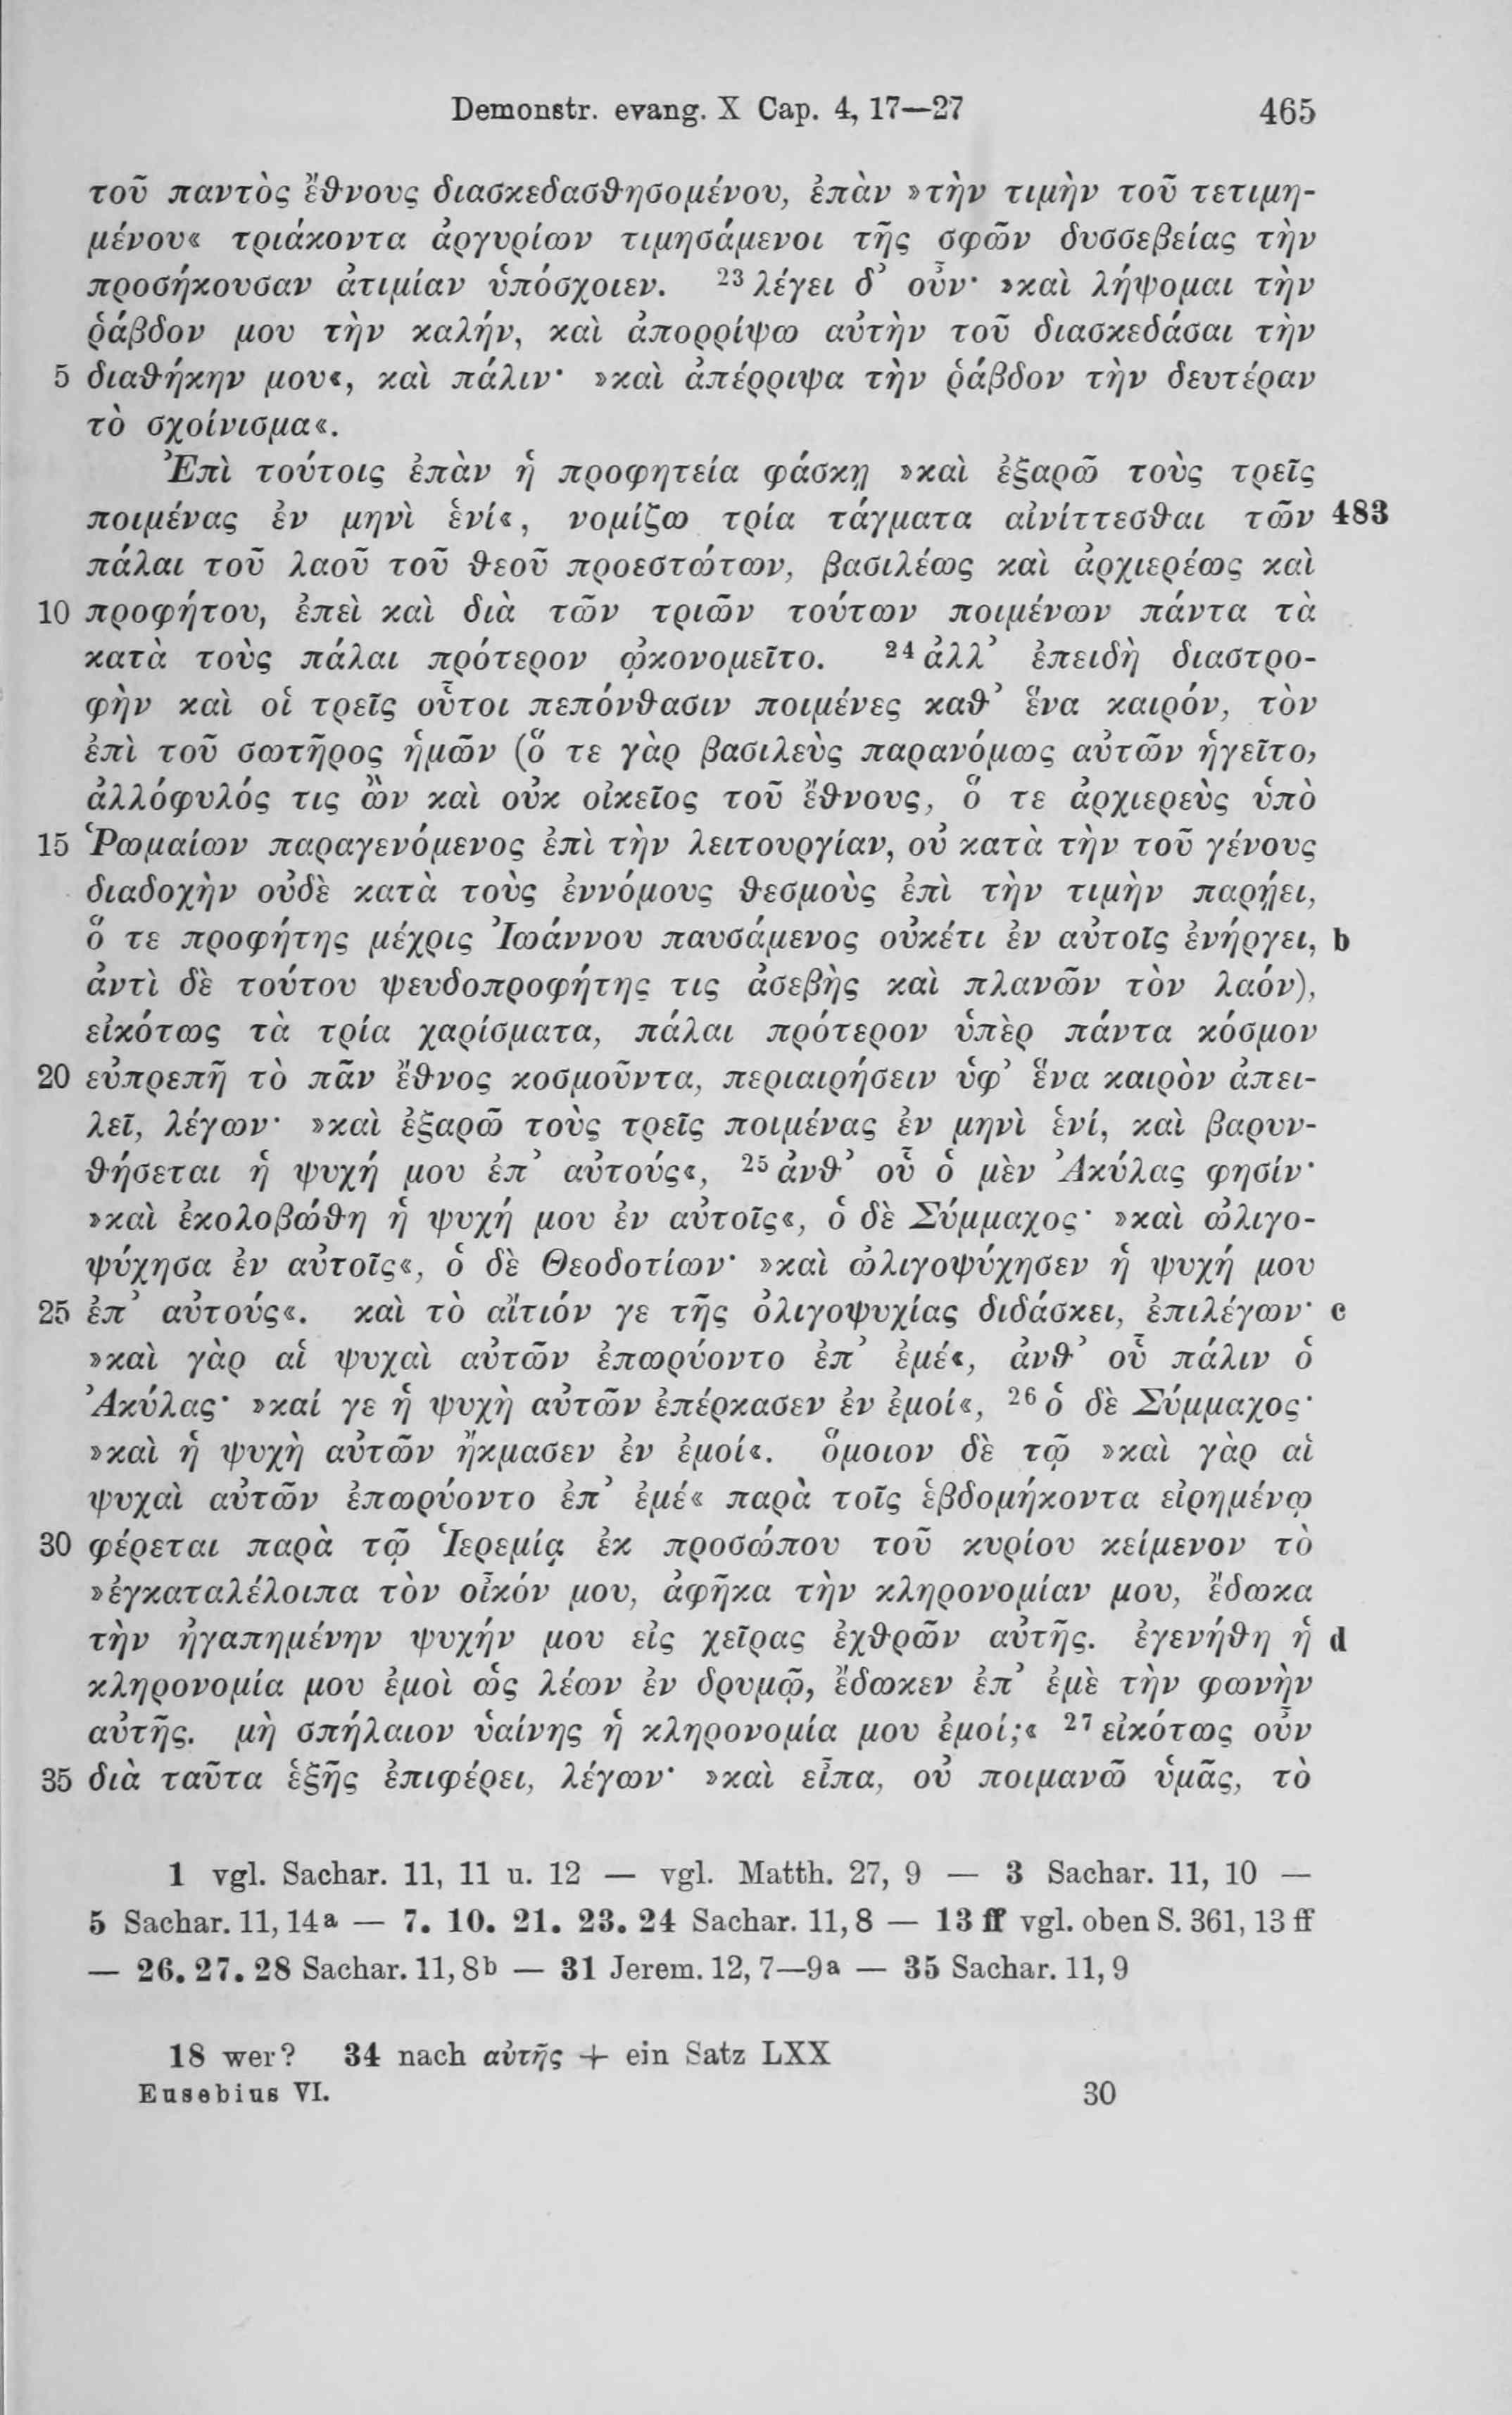 Demonstr. evang. X Cap. 4, 17—27 465
τοῦ παντὸς ἔθνους διασκεδασθησομένου, ἐπὰν »τὴν τιμὴν τοῦ τετιμη-
μένου« τριάκοντα ἀργυρίων τιμησάμενοι τῆς σφῶν δυσσεβείας τὴν
προσήκουσαν ἀτιμίαν ὑπόσχοιεν. 23 λέγει δ’ οὖν· »καὶ λήψομαι τὴν
ῥάβδον μου τὴν καλήν, καὶ ἀπορρίψω αὐτὴν τοῦ διασκεδάσαι τὴν
5 διαθήκην μου«, καὶ πάλιν· »καὶ ἀπέρριψα τὴν ῥάβδον τὴν δευτέραν
τὸ σχοίνισμα«.
Ἐπὶ τούτοις ἐπὰν ἡ προφητεία φάσκῃ »καὶ ἐξαρῶ τοὺς τρεῖς
ποιμένας ἐν μηνὶ ἑνί«, νομίζω τρία τάγματα αἰνίττεσθαι τῶν 483
πάλαι τοῦ λαοῦ τοῦ θεοῦ προεστώτων, βασιλέως καὶ ἀρχιερέως καὶ
10 προφήτου, ἐπεὶ καὶ διὰ τῶν τριῶν τούτων ποιμένων πάντα τὰ
κατὰ τοὺς πάλαι πρότερον ᾠκονομεῖτο. 24 ἀλλ’ ἐπειδὴ διαστρο-
φὴν καὶ οἱ τρεῖς οὗτοι πεπόνθασιν ποιμένες καθ’ ἕνα καιρόν, τὸν
ἐπὶ τοῦ σωτῆρος ἡμῶν (ὅ τε γὰρ βασιλεὺς παρανόμως αὐτῶν ἡγεῖτο,
ἀλλόφυλός τις ὢν καὶ οὐκ οἰκεῖος τοῦ ἔθνους, ὅ τε ἀρχιερεὺς ὑπὸ
15 Ῥωμαίων παραγενόμενος ἐπὶ τὴν λειτουργίαν, οὐ κατὰ τὴν τοῦ γένους
διαδοχὴν οὐδὲ κατὰ τοὺς ἐννόμους θεσμοὺς ἐπὶ τὴν τιμὴν παρῄει,
ὅ τε προφήτης μέχρις Ἰωάννου παυσάμενος οὐκέτι ἐν αὐτοῖς ἐνήργει, b
ἀντὶ δὲ τούτου ψευδοπροφήτης τις ἀσεβὴς καὶ πλανῶν τὸν λαόν),
εἰκότως τὰ τρία χαρίσματα, πάλαι πρότερον ὑπὲρ πάντα κόσμον
20 εὐπρεπῆ τὸ πᾶν ἔθνος κοσμοῦντα, περιαιρήσειν ὑφ’ ἕνα καιρὸν ἀπει-
λεῖ, λέγων· »καὶ ἐξαρῶ τοὺς τρεῖς ποιμένας ἐν μηνὶ ἑνί, καὶ βαρυν-
θήσεται ἡ ψυχή μου ἐπ’ αὐτούς«, 25 ἀνθ’ οὗ ὁ μὲν Ἀκύλας φησίν·
»καὶ ἐκολοβώθη ἡ ψυχή μου ἐν αὐτοῖς«, ὁ δὲ Σύμμαχος· »καὶ ὠλιγο-
ψύχησα ἐν αὐτοῖς«, ὁ δὲ Θεοδοτίων· »καὶ ὠλιγοψύχησεν ἡ ψυχή μου
25 ἐπ’ αὐτούς«. καὶ τὸ αἴτιόν γε τῆς ὀλιγοψυχίας διδάσκει, ἐπιλέγων· c
»καὶ γὰρ αἱ ψυχαὶ αὐτῶν ἐπωρύοντο ἐπ’ ἐμέ«, ἀνθ’ οὗ πάλιν ὁ
Ἀκύλας· »καί γε ἡ ψυχὴ αὐτῶν ἐπέρκασεν ἐν ἐμοί«, 26 ὁ δὲ Σύμμαχος·
»καὶ ἡ ψυχὴ αὐτῶν ἤκμασεν ἐν ἐμοί«. ὅμοιον δὲ τῷ »καὶ γὰρ αἱ
ψυχαὶ αὐτῶν ἐπωρύοντο ἐπ’ ἐμέ« παρὰ τοῖς ἑβδομήκοντα εἰρημένῳ
30 φέρεται παρὰ τῷ Ἱερεμίᾳ ἐκ προσώπου τοῦ κυρίου κείμενον τὸ
»ἐγκαταλέλοιπα τὸν οἶκόν μου, ἀφῆκα τὴν κληρονομίαν μου, ἔδωκα
τὴν ἠγαπημένην ψυχήν μου εἰς χεῖρας ἐχθρῶν αὐτῆς. ἐγενήθη ἡ d
κληρονομία μου ἐμοὶ ὡς λέων ἐν δρυμῷ, ἔδωκεν ἐπ’ ἐμὲ τὴν φωνὴν
αὐτῆς. μὴ σπήλαιον ὑαίνης ἡ κληρονομία μου ἐμοί;« 27 εἰκότως οὖν
35 διὰ ταῦτα ἑξῆς ἐπιφέρει, λέγων· »καὶ εἶπα, οὐ ποιμανῶ ὑμᾶς, τὸ
1 vgl. Sachar. 11, 11 u. 12 — vgl. Matth. 27, 9 — 3 Sachar. 11, 10 —
5 Sachar. 11, 14a — 7. 10. 21. 23. 24 Sachar. 11, 8 — 13 ff vgl. oben S. 361, 13 ff
— 26. 27. 28 Sachar. 11, 8b — 31 Jerem. 12, 7—9a — 35 Sachar. 11, 9
18 wer? 34 nach αὐτῆς + ein Satz LXX
Eusebius VI. 30